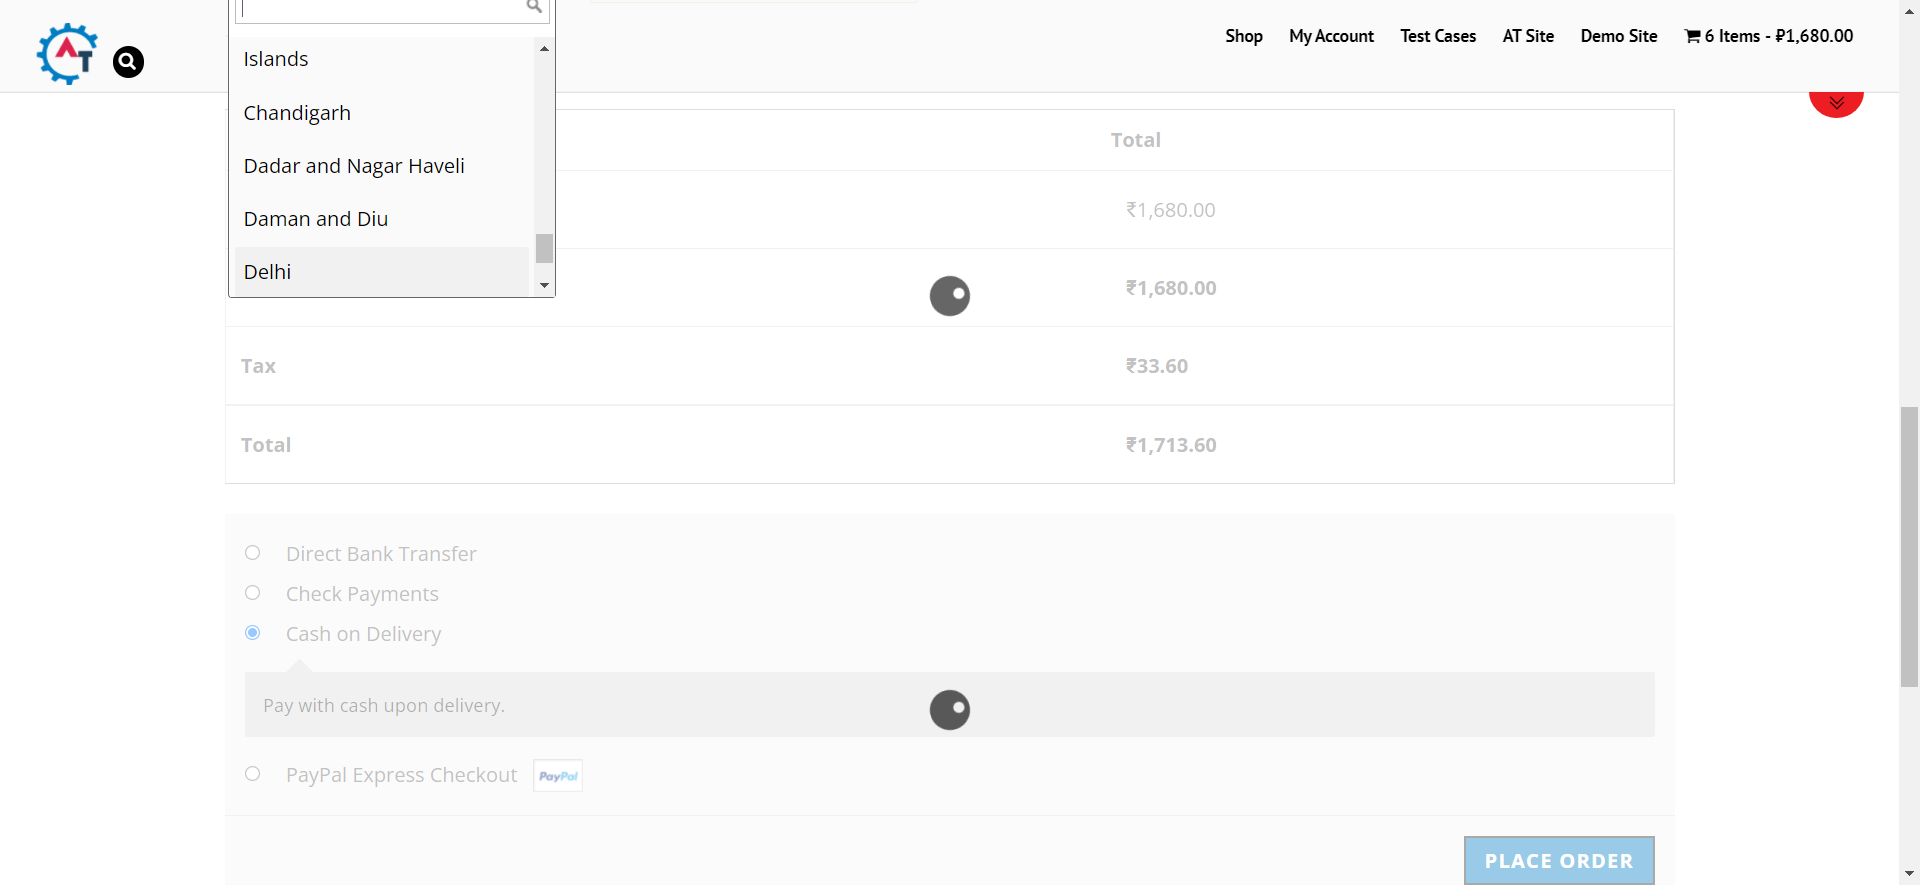 AT
Shop
My Account
Test Cases
AT Site
Demo Site
6 Items - ₽1,680.00
Islands
Chandigarh
Dadar and Nagar Haveli
Daman and Diu
Delhi
Total
₹1,680.00
₹1,680.00
Tax ₹33.60
Total ₹1,713.60
Direct Bank Transfer
Check Payments
Cash on Delivery
Pay with cash upon delivery.
PayPal Express Checkout PayPal
PLACE ORDER